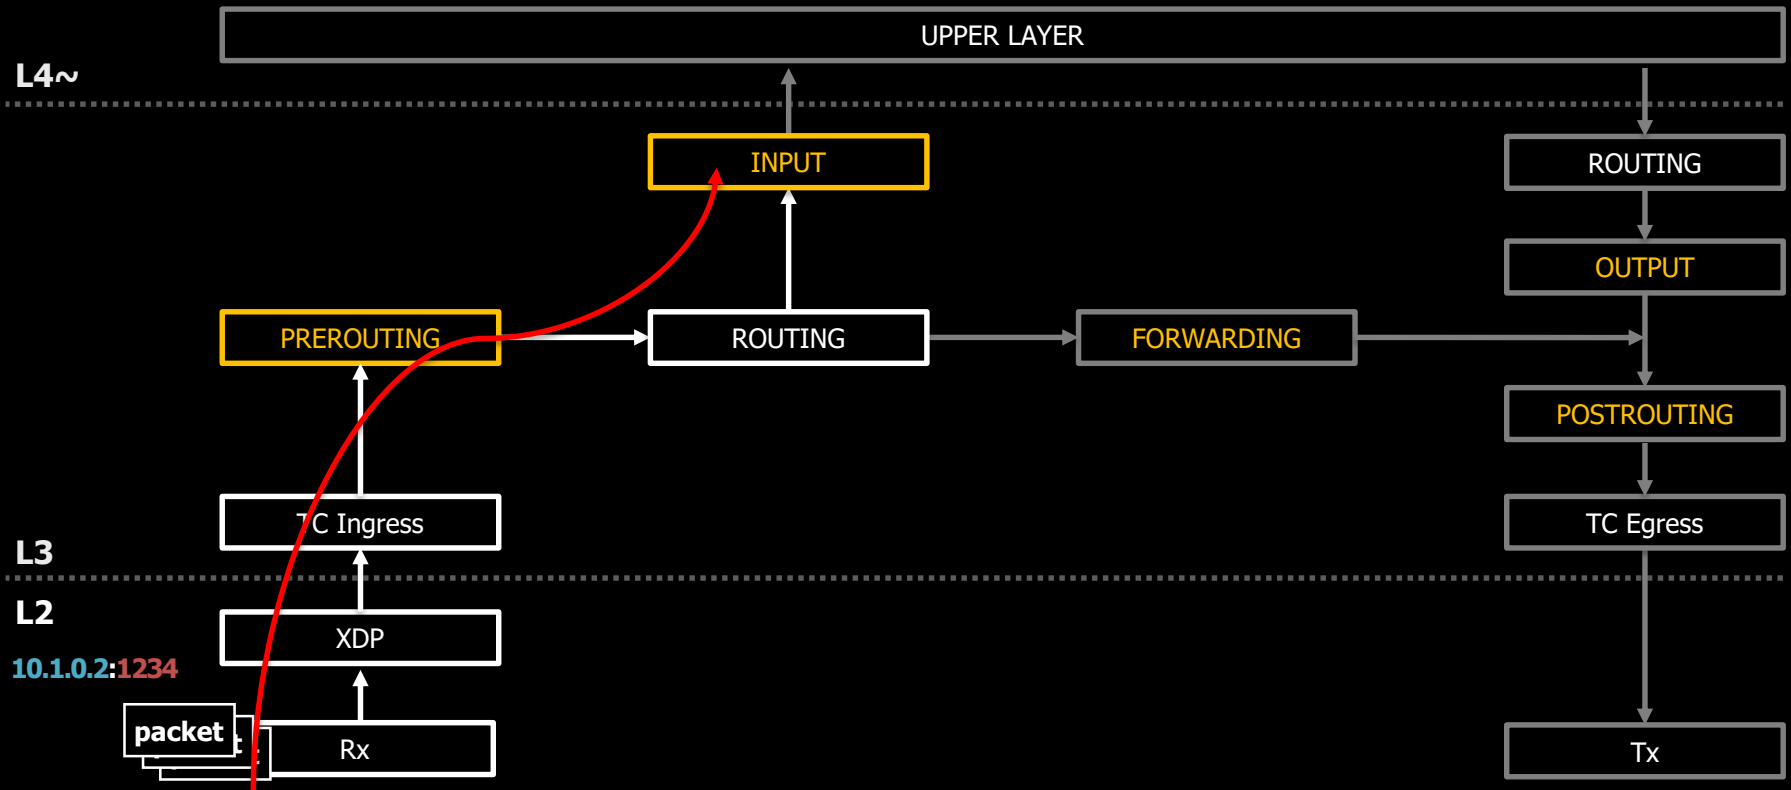 UPPER LAYER
L4~
INPUT
ROUTING
OUTPUT
PREROUTING
ROUTING
FORWARDING
POSTROUTING
TC Ingress
TC Egress
L3
L2
XDP
10.1.0.2:1234
packet
Rx
Tx